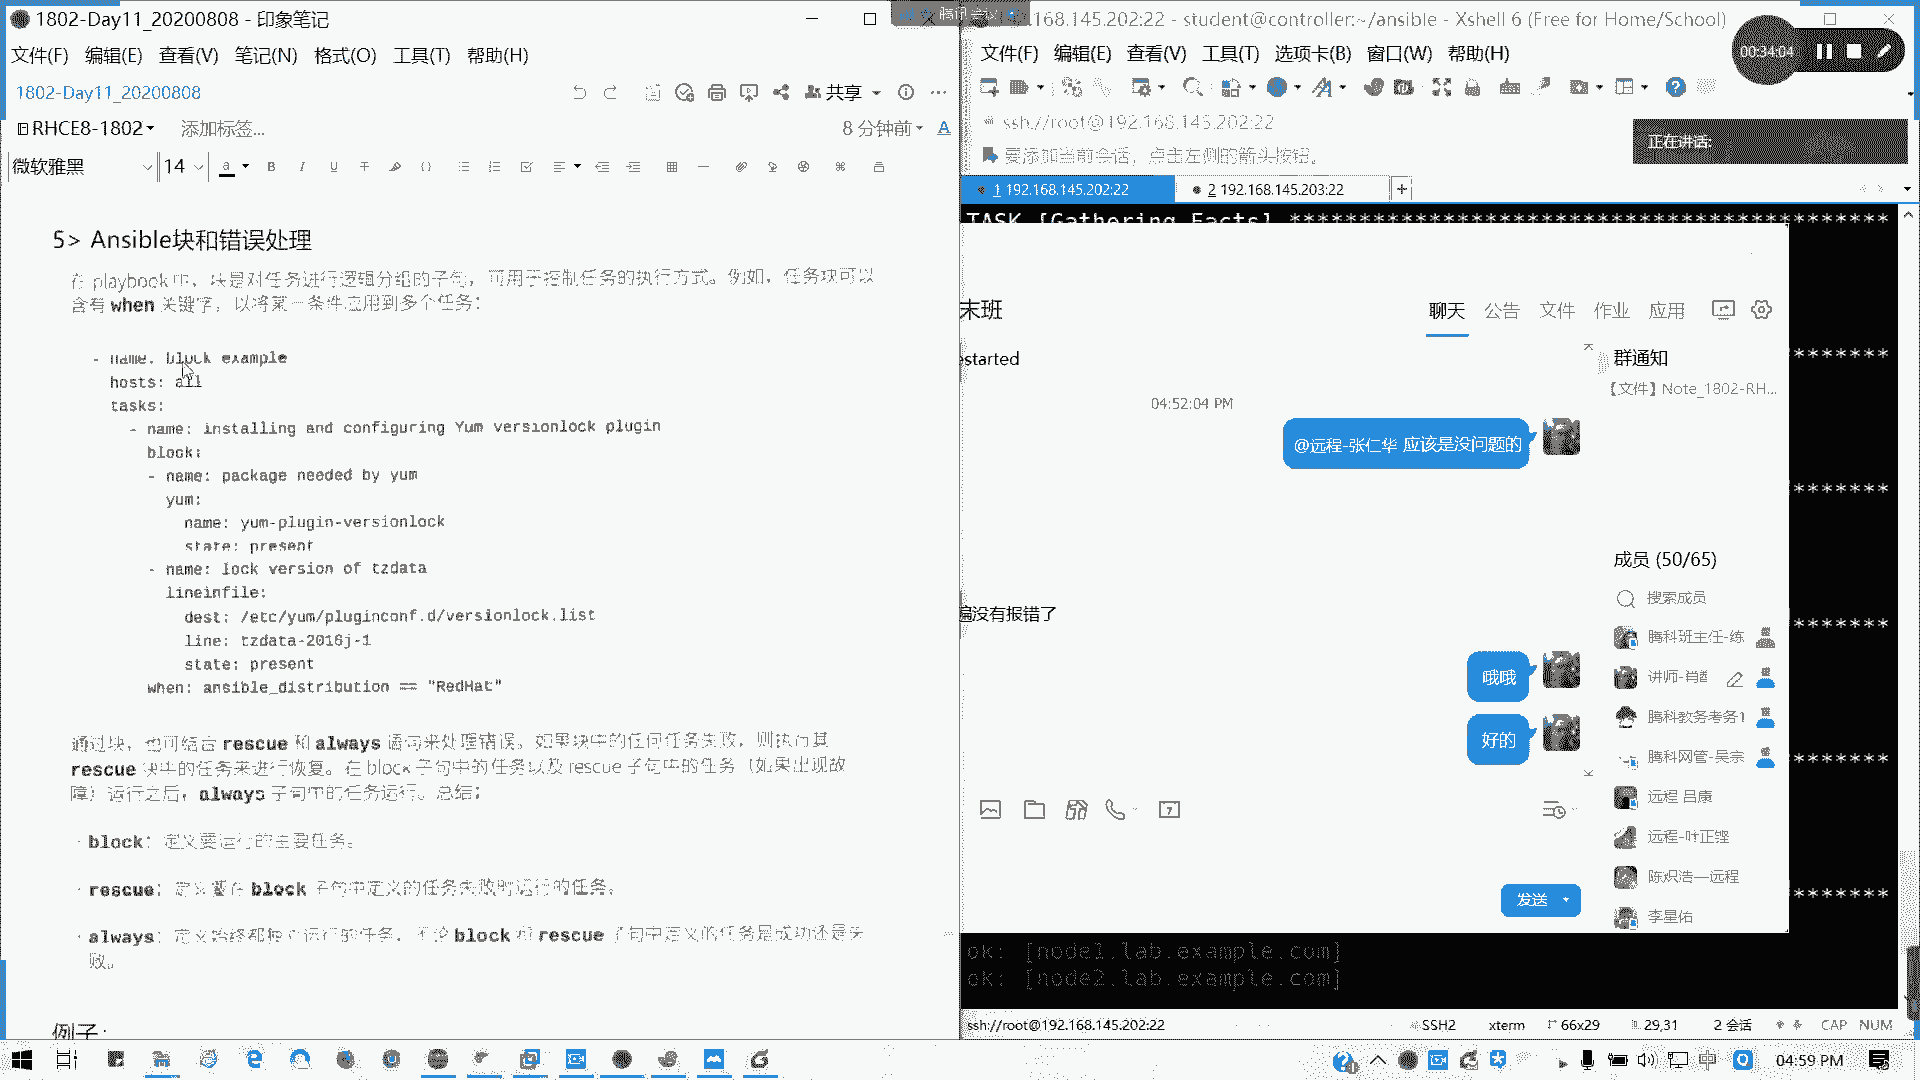 1802-Day11_20200808 - 印象笔记
文件(F) 编辑(E) 查看(V) 笔记(N) 格式(O) 工具(T) 帮助(H)
1802-Day11_20200808
共享
RHCE8-1802
添加标签...
8 分钟前
微软雅黑
14
5> Ansible块和错误处理
在 playbook 中，块是对任务进行逻辑分组的子句，可用于控制任务的执行方式。例如，任务块可以
含有 when 关键字，以将某一条件应用到多个任务：
- name: block example
hosts: all
tasks:
- name: installing and configuring Yum versionlock plugin
block:
- name: package needed by yum
yum:
name: yum-plugin-versionlock
state: present
- name: lock version of tzdata
lineinfile:
dest: /etc/yum/pluginconf.d/versionlock.list
line: tzdata-2016j-1
state: present
when: ansible_distribution == "RedHat"
通过块，也可结合 rescue 和 always 语句来处理错误。如果块中的任何任务失败，则执行其
rescue 块中的任务来进行恢复。在 block 子句中的任务以及 rescue 子句中的任务（如果出现故
障）运行之后，always 子句中的任务运行。总结：
· block：定义要运行的主要任务。
· rescue：定义要在 block 子句中定义的任务失败时运行的任务。
· always：定义始终都独立运行的任务，不论 block 和 rescue 子句中定义的任务是成功还是失
败。
例子：
腾讯会议
.168.145.202:22 - student@controller:~/ansible - Xshell 6 (Free for Home/School)
文件(F) 编辑(E) 查看(V) 工具(T) 选项卡(B) 窗口(W) 帮助(H)
00:34:04
ssh://root@192.168.145.202:22
要添加当前会话，点击左侧的箭头按钮。
正在讲话:
1 192.168.145.202:22
2 192.168.145.203:22
TASK [Gathering Facts] *******************************************
末班
聊天 公告 文件 作业 应用
estarted
群通知
【文件】Note_1802-RH...
04:52:04 PM
@远程-张仁华 应该是没问题的
成员 (50/65)
搜索成员
没有报错了
腾科班主任-练
哦哦
讲师-肖
腾科教务考务1
好的
腾科网管-吴宗
远程 吕康
远程-叶正铿
陈炽浩—远程
发送
李星佑
ok: [node1.lab.example.com]
ok: [node2.lab.example.com]
ssh://root@192.168.145.202:22
SSH2
xterm
66x29
29,31
2 会话
CAP NUM
中
04:59 PM